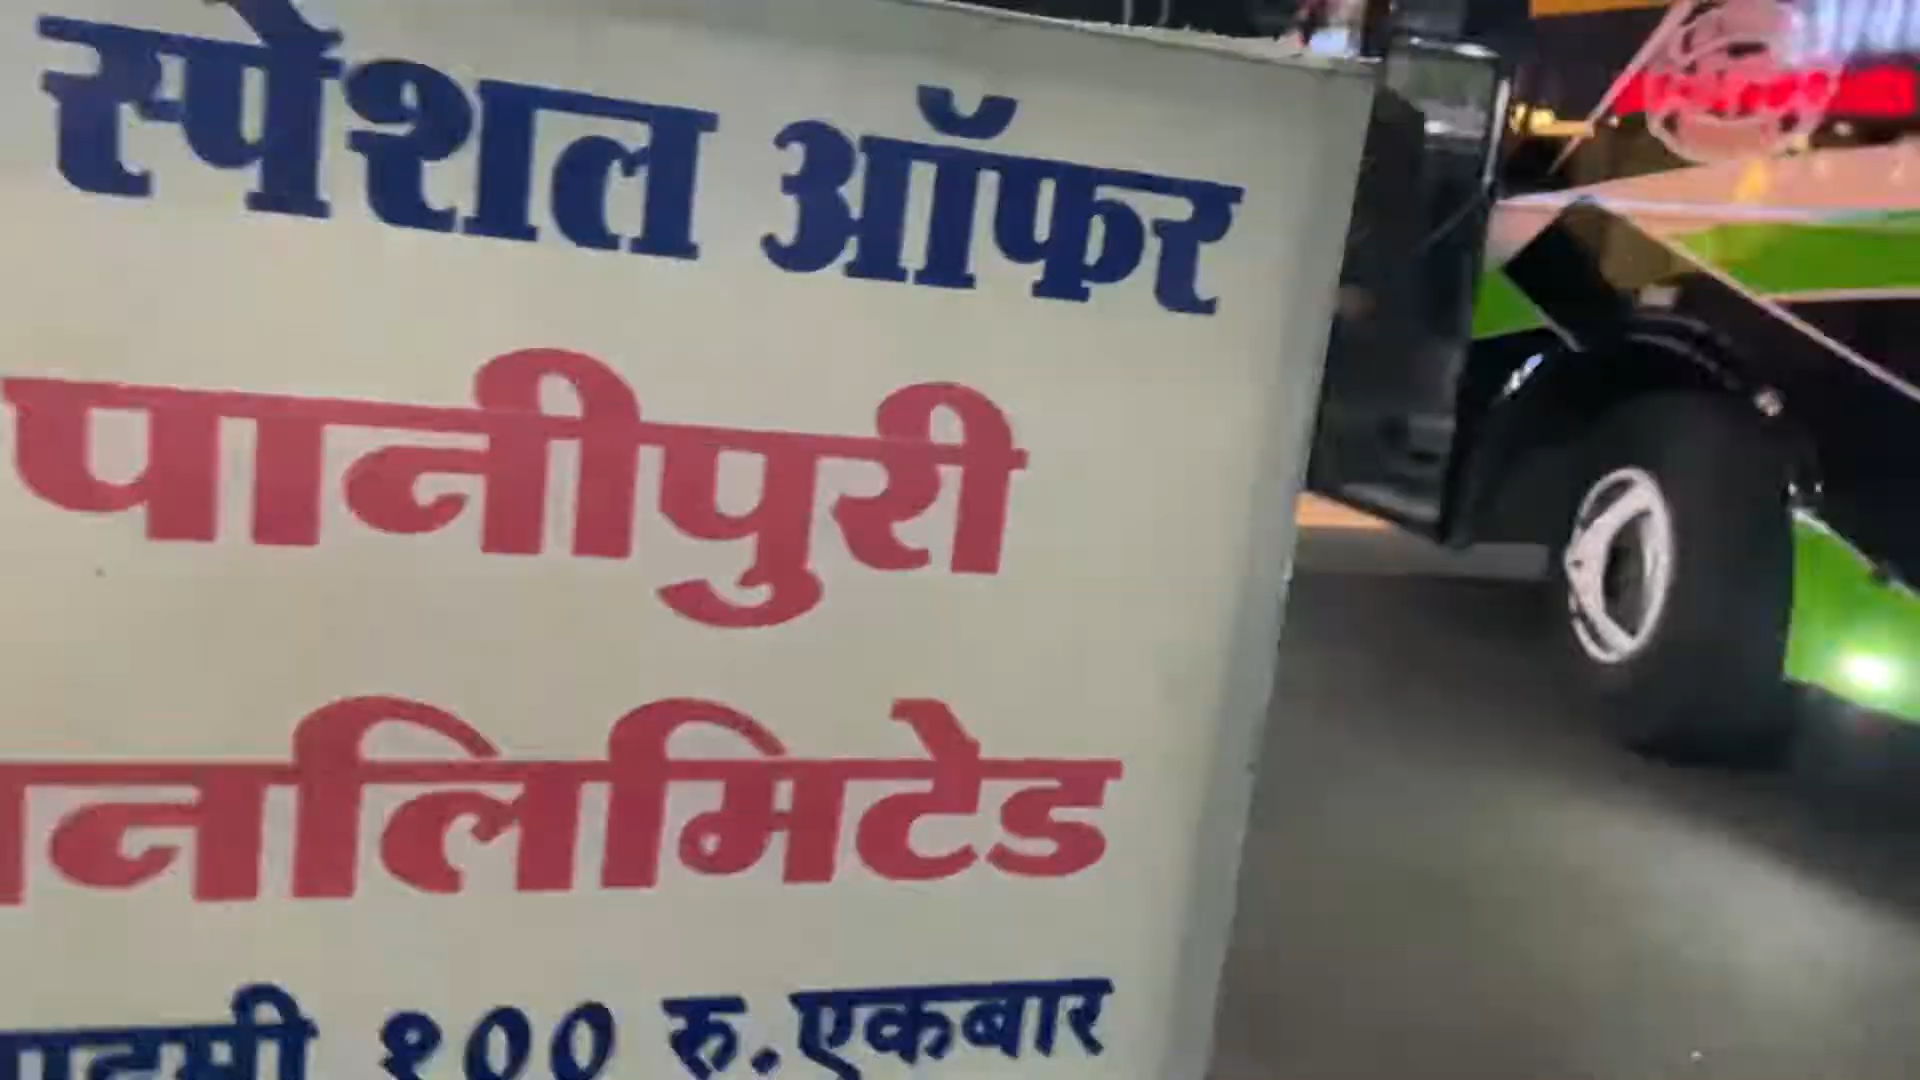 स्पेशल ऑफर
पानीपुरी
नलिमिटेड
१०० रु.एकबार